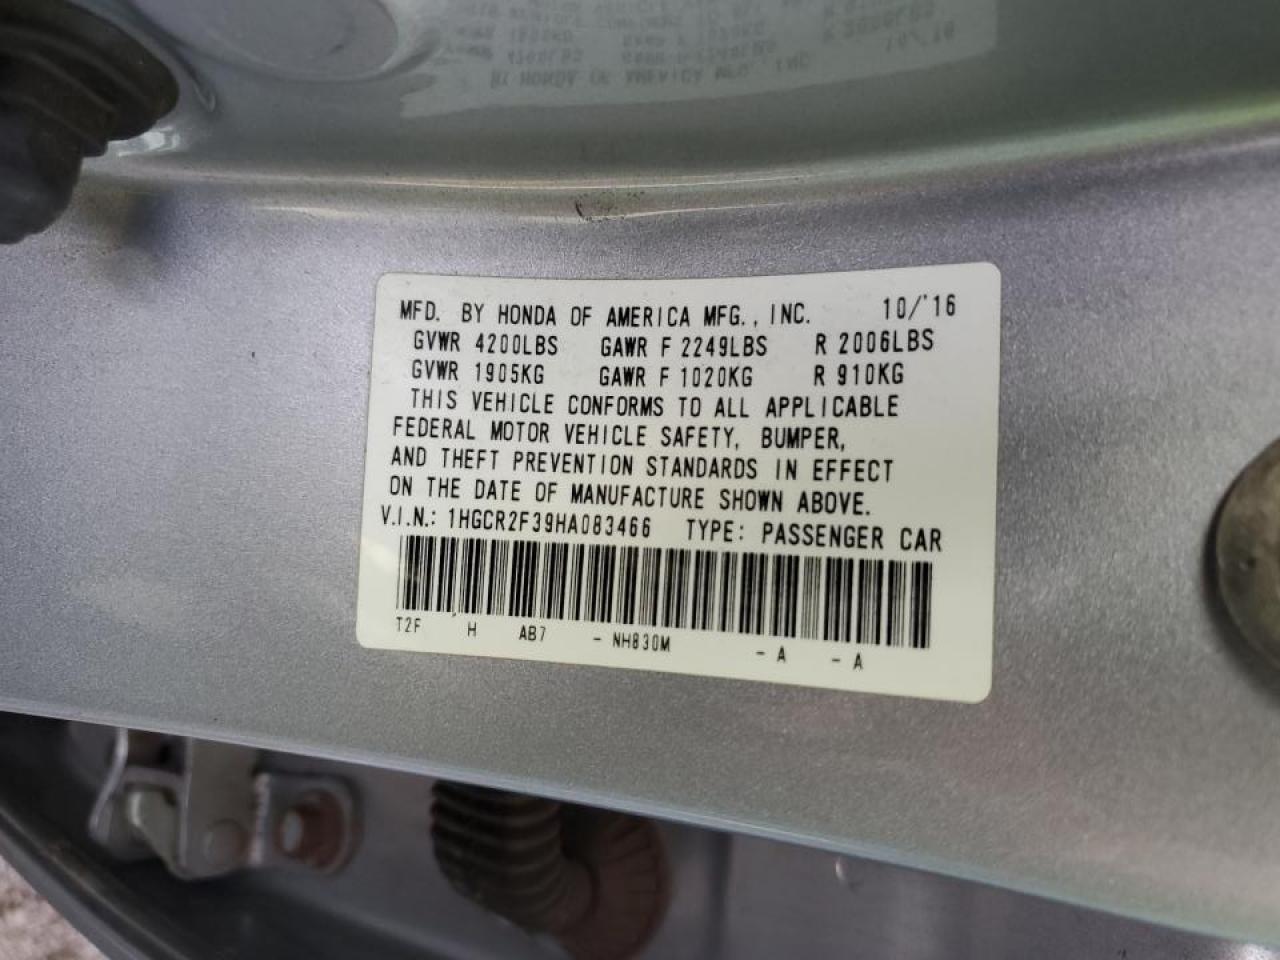 MFD. BY HONDA OF AMERICA MFG., INC. 10/'16
GVWR 4200LBS GAWR F 2249LBS R 2006LBS
GVWR 1905KG GAWR F 1020KG R 910KG
THIS VEHICLE CONFORMS TO ALL APPLICABLE
FEDERAL MOTOR VEHICLE SAFETY, BUMPER,
AND THEFT PREVENTION STANDARDS IN EFFECT
ON THE DATE OF MANUFACTURE SHOWN ABOVE.
V.I.N.: 1HGCR2F39HA083466 TYPE: PASSENGER CAR
T2F H AB7 - NH830M - A - A